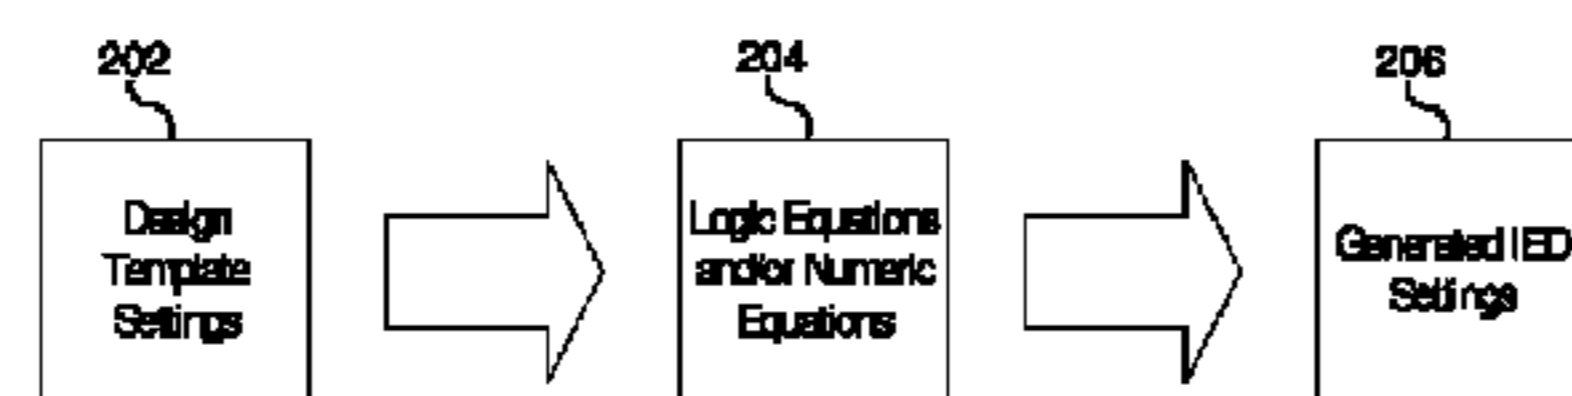 202
204
206
Design
Template
Settings
Logic Equations
and/or Numeric
Equations
Generated IED
Settings